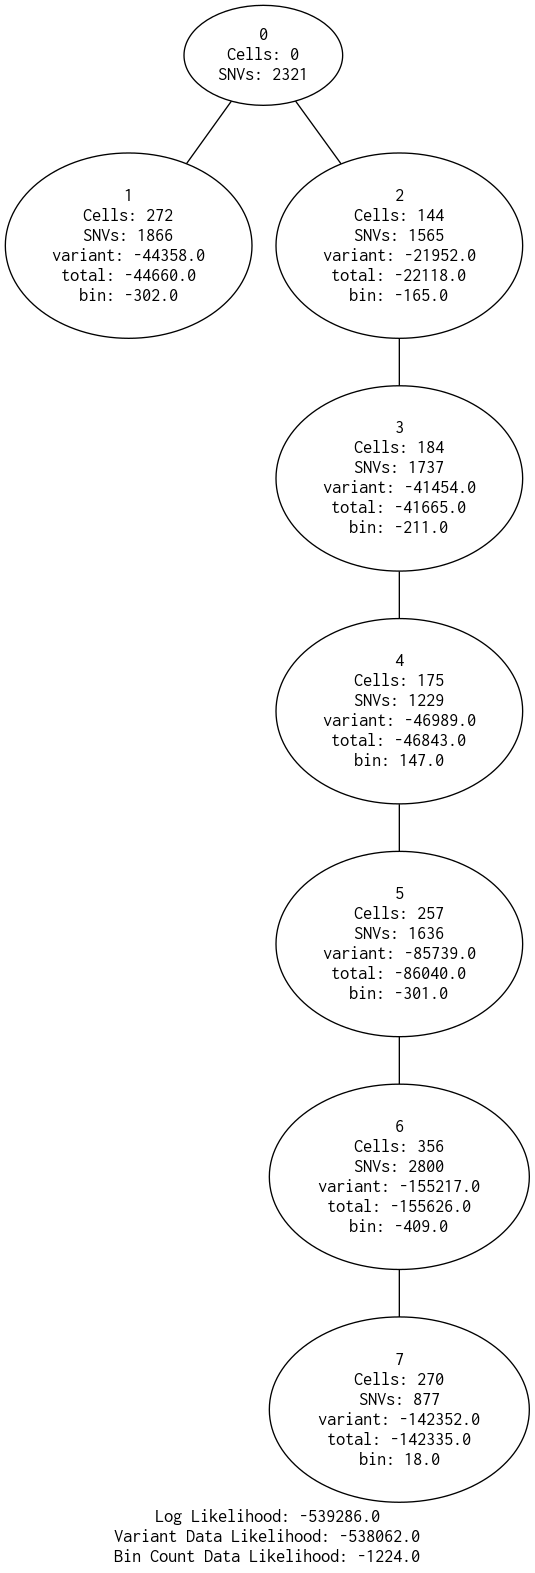 0
Cells: 0
SNVs: 2321
1
Cells: 272
SNVs: 1866
variant: -44358.0
total: -44660.0
bin: -302.0
2
Cells: 144
SNVs: 1565
variant: -21952.0
total: -22118.0
bin: -165.0
3
Cells: 184
SNVs: 1737
variant: -41454.0
total: -41665.0
bin: -211.0
4
Cells: 175
SNVs: 1229
variant: -46989.0
total: -46843.0
bin: 147.0
5
Cells: 257
SNVs: 1636
variant: -85739.0
total: -86040.0
bin: -301.0
6
Cells: 356
SNVs: 2800
variant: -155217.0
total: -155626.0
bin: -409.0
7
Cells: 270
SNVs: 877
variant: -142352.0
total: -142335.0
bin: 18.0
Log Likelihood: -539286.0
Variant Data Likelihood: -538062.0
Bin Count Data Likelihood: -1224.0